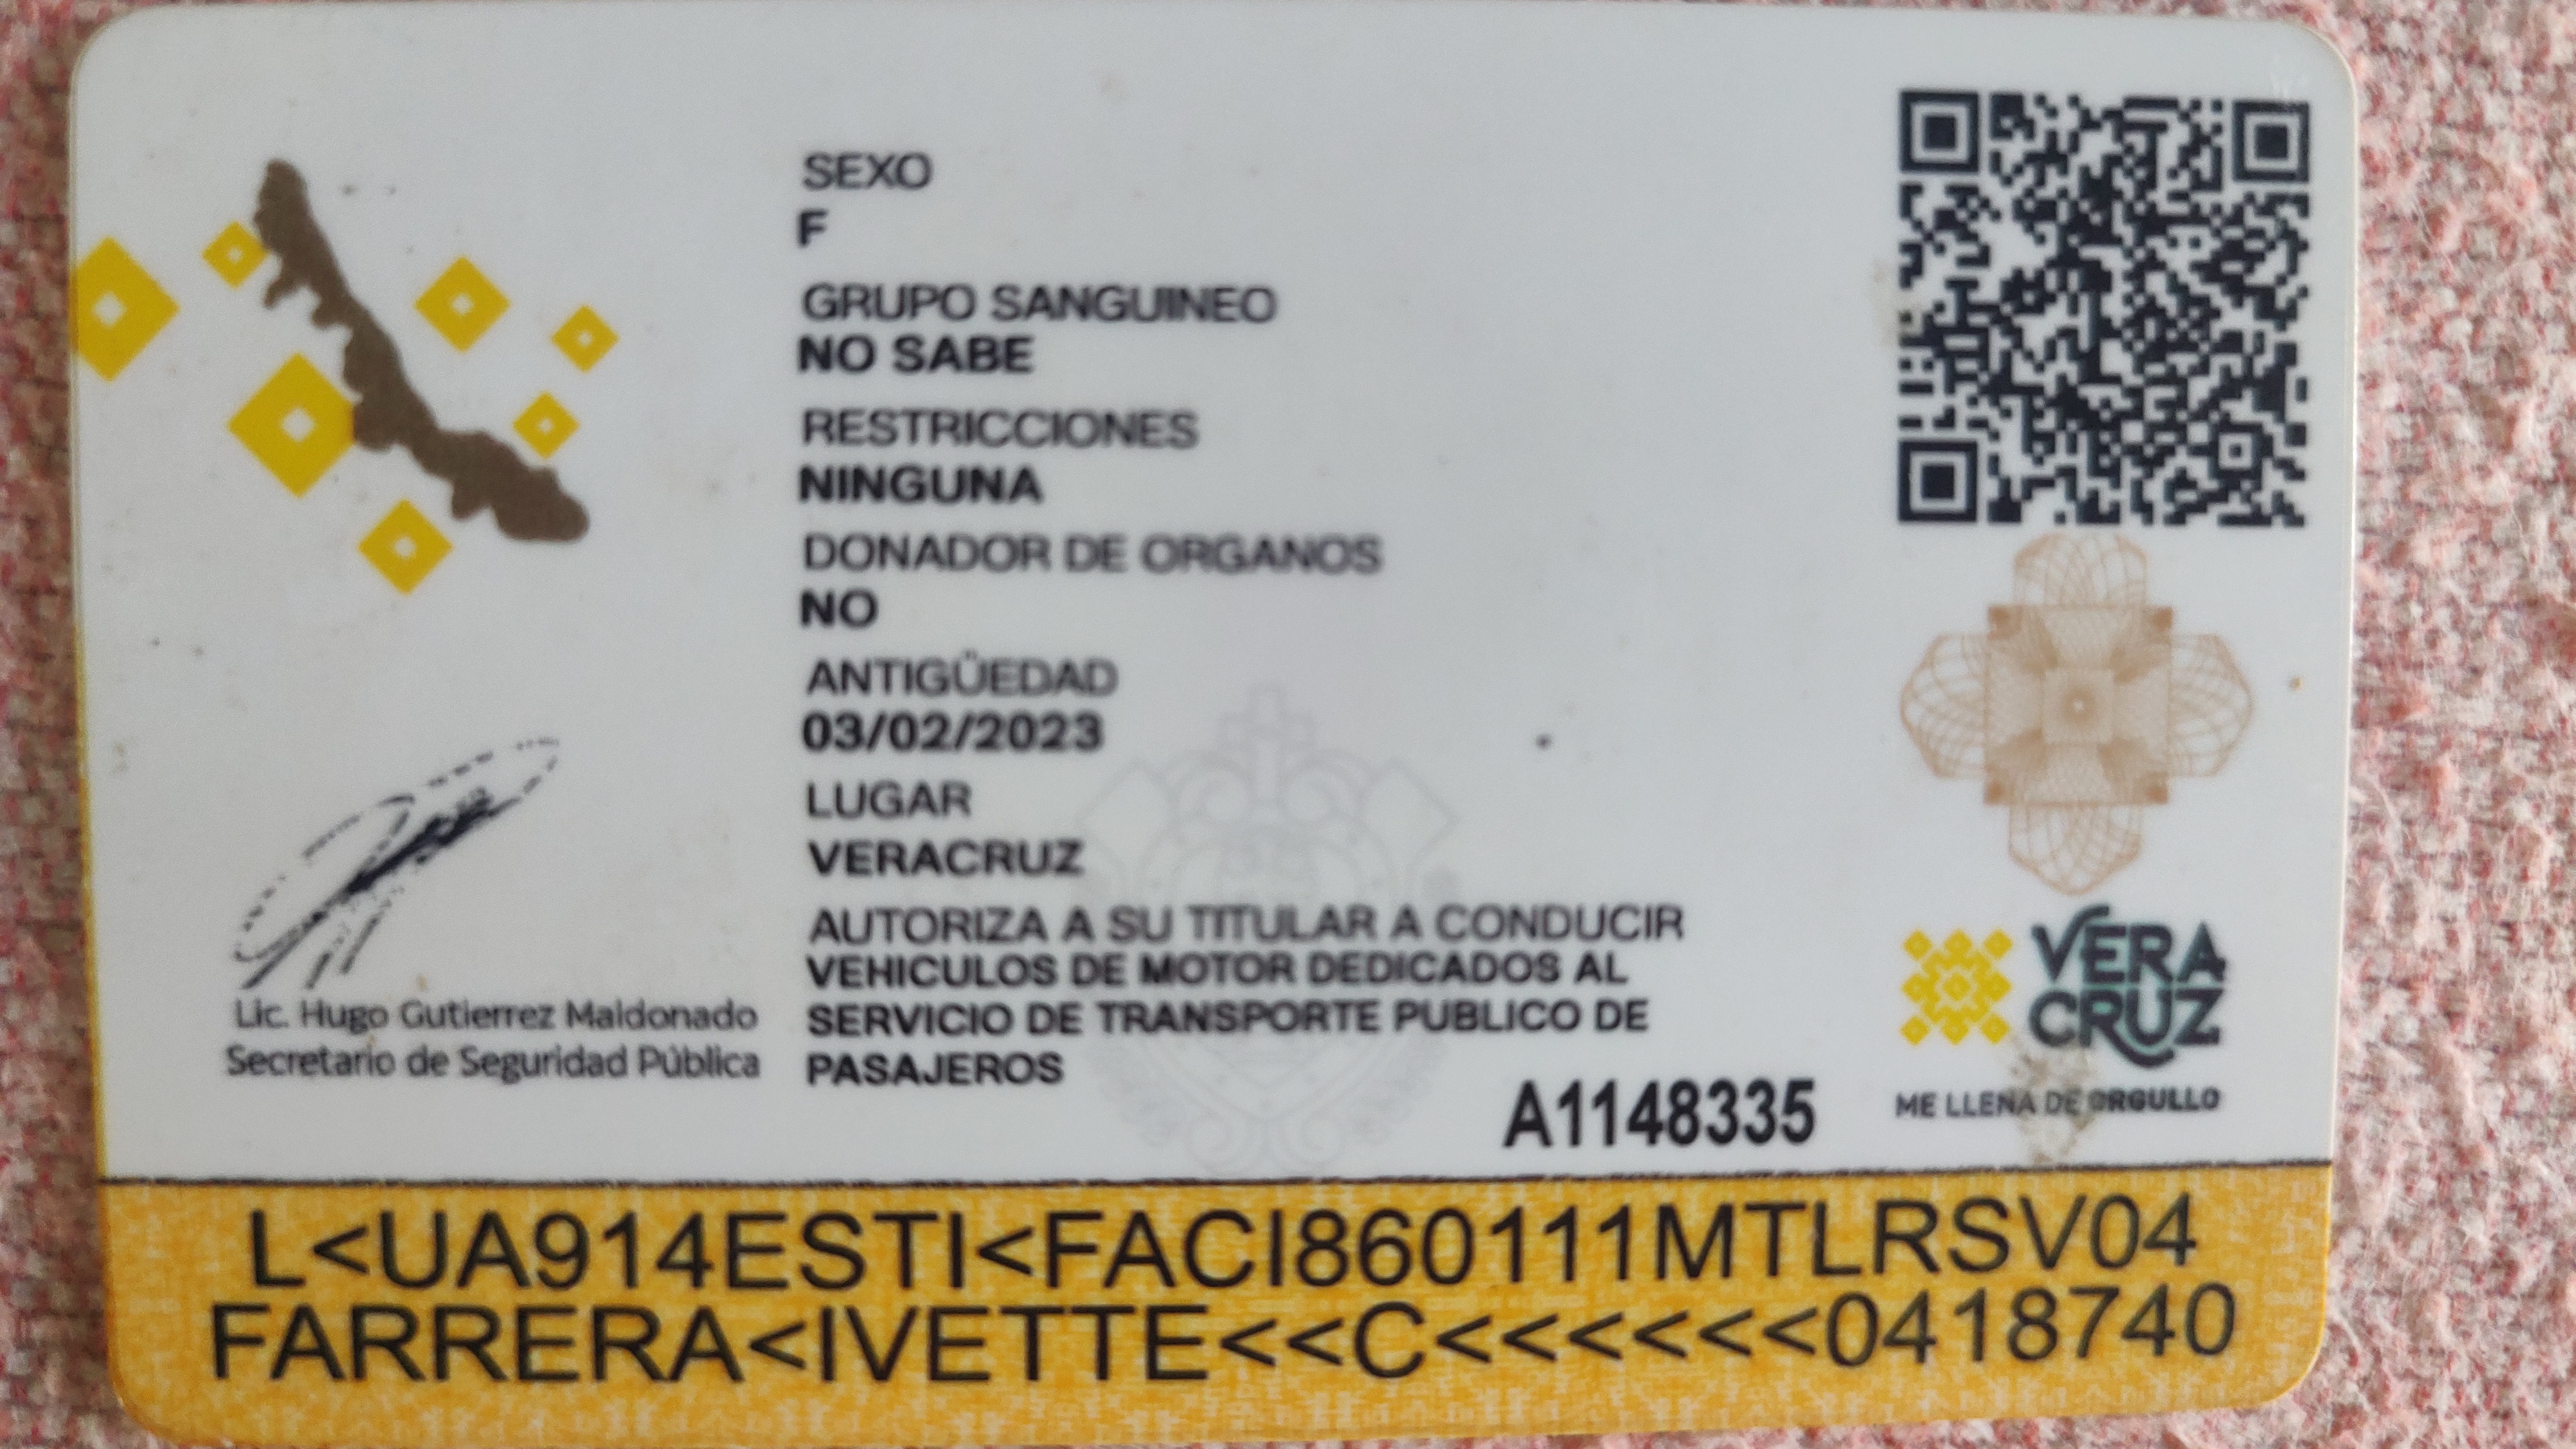 SEXO
F
GRUPO SANGUINEO
NO SABE
RESTRICCIONES
NINGUNA
DONADOR DE ORGANOS
NO
ANTIGÜEDAD
03/02/2023
LUGAR
VERACRUZ
AUTORIZA A SU TITULAR A CONDUCIR
VEHICULOS DE MOTOR DEDICADOS AL
SERVICIO DE TRANSPORTE PUBLICO DE
PASAJEROS
Lic. Hugo Gutierrez Maldonado
Secretario de Seguridad Pública
A1148335
VERA
CRUZ
ME LLENA DE ORGULLO
L<UA914ESTI<FACI860111MTLRSV04
FARRERA<IVETTE<<C<<<<<<0418740